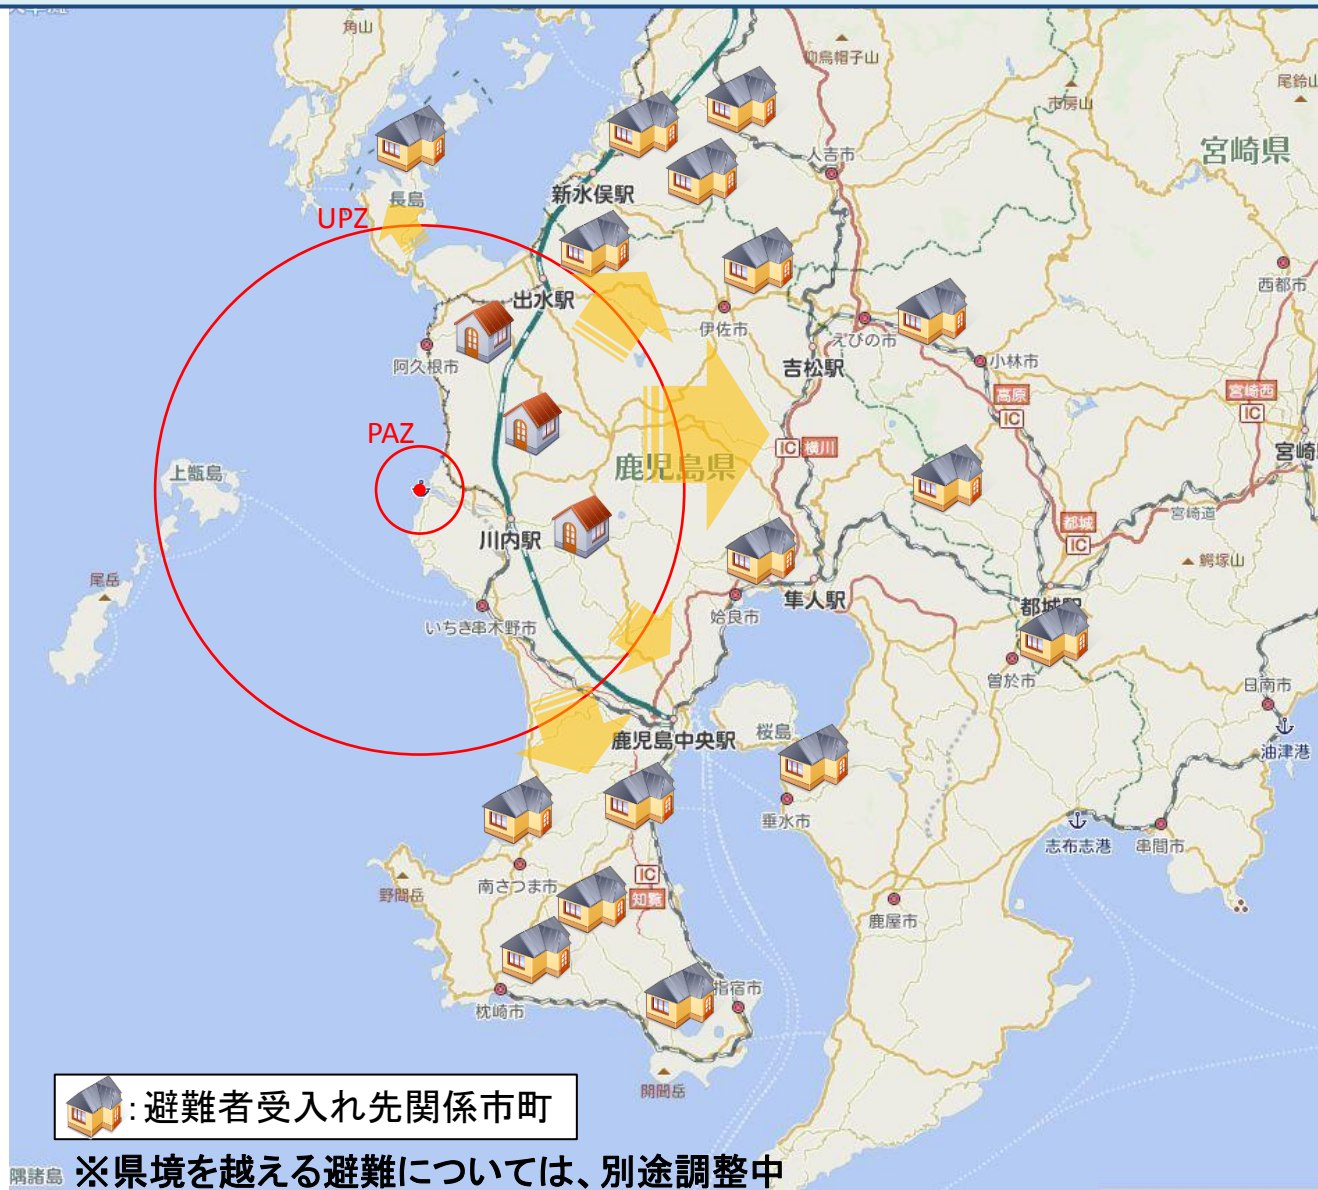 角山
仰烏帽子山
尾鈴山
市房山
宮崎県
人吉市
新水俣駅
長島
UPZ
西都市
出水駅
伊佐市
えびの市
阿久根市
吉松駅
小林市
高原
IC
宮崎西
IC
PAZ
IC 横川
宮崎
鹿児島県
上甑島
都城
IC
宮崎道
川内駅
鰐塚山
尾岳
隼人駅
姶良市
都城駅
いちき串木野市
曽於市
日南市
桜島
鹿児島中央駅
油津港
垂水市
志布志港
串間市
野間岳
南さつま市
IC
知覧
鹿屋市
指宿市
枕崎市
開聞岳
:避難者受入れ先関係市町
隅諸島
※県境を越える避難については、別途調整中